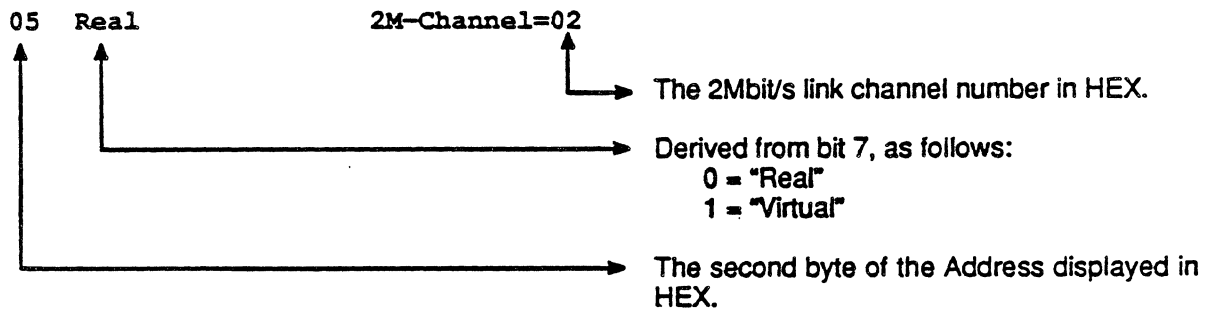 05 Real 2M-Channel=02
The 2Mbit/s link channel number in HEX.
Derived from bit 7, as follows:
0 = "Real"
1 = "Virtual"
The second byte of the Address displayed in
HEX.